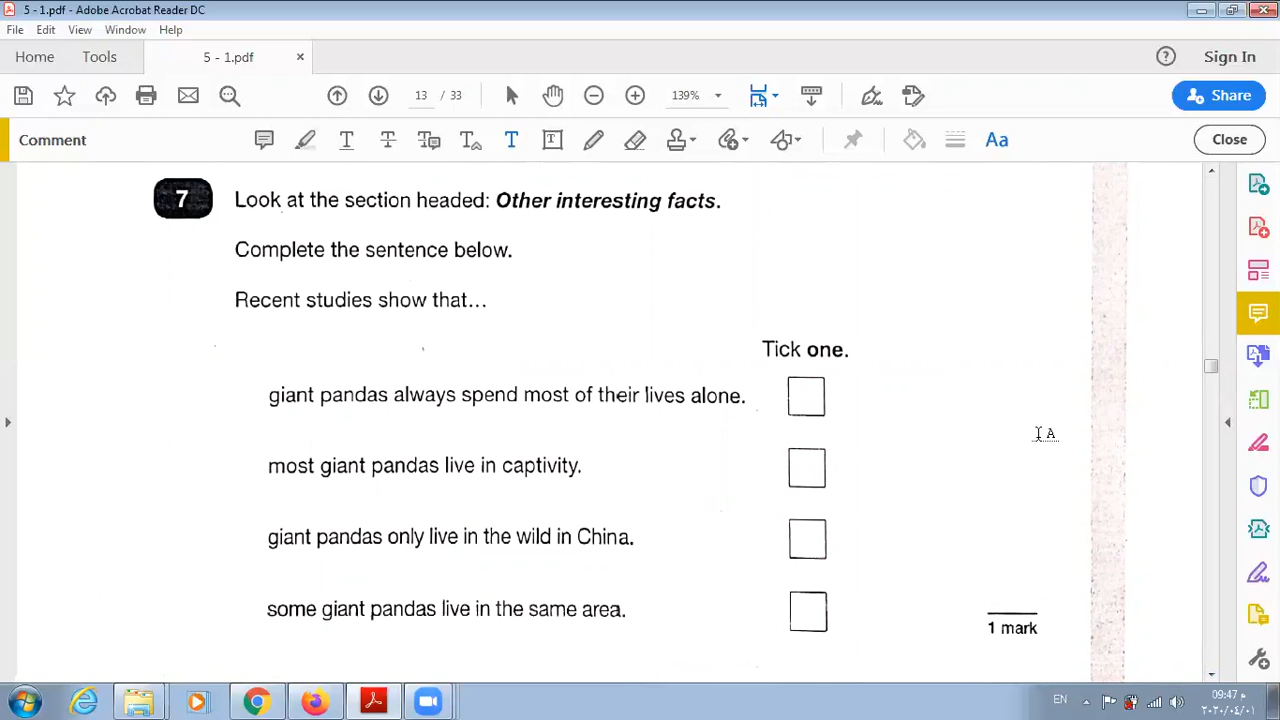 5 - 1.pdf - Adobe Acrobat Reader DC
File Edit View Window Help
Home Tools 5 - 1.pdf × Sign In
13 / 33 139% Share
Comment Close
7 Look at the section headed: Other interesting facts.
Complete the sentence below.
Recent studies show that...
Tick one.
giant pandas always spend most of their lives alone.
most giant pandas live in captivity.
giant pandas only live in the wild in China.
some giant pandas live in the same area.
1 mark
EN 09:47 م
٢٠٢٠/٠٤/٠١